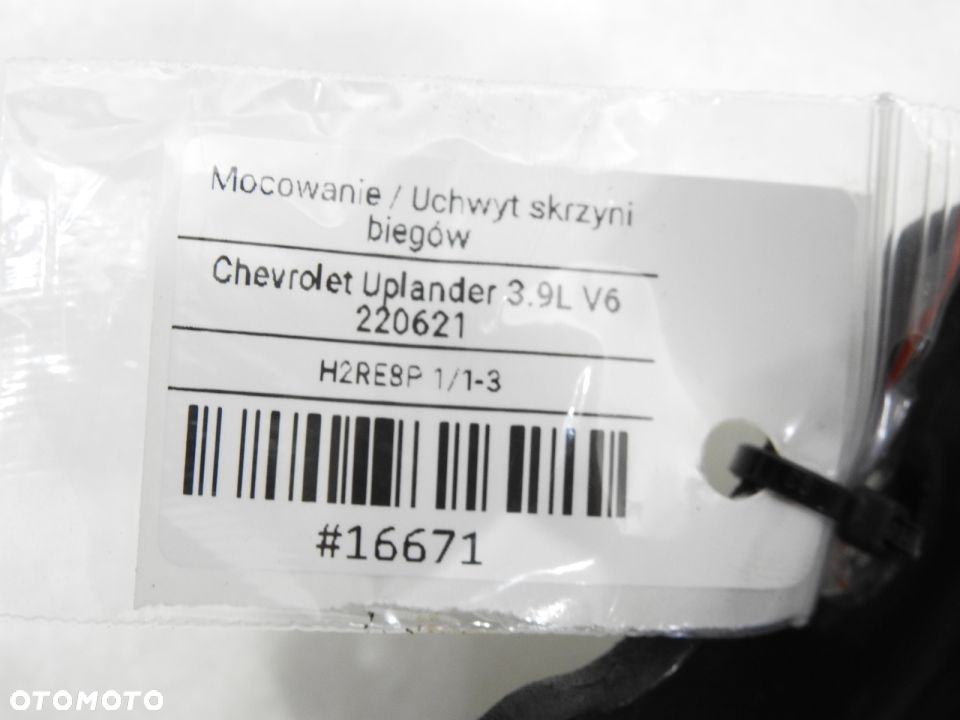 Mocowanie / Uchwyt skrzyni
biegów
Chevrolet Uplander 3.9L V6
220621
H2RE8P 1/1-3
#16671
OTOMOTO